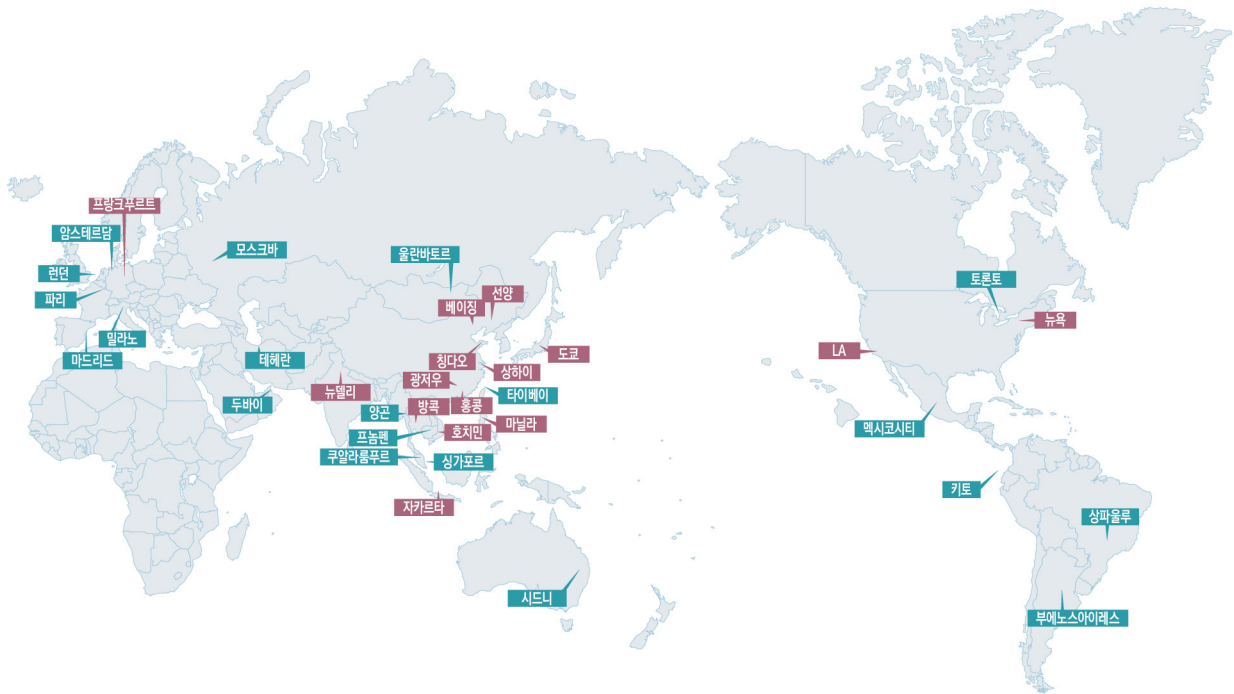 프랑크푸르트
암스테르담
모스크바
울란바토르
런던
토론토
파리
선양
베이징
뉴욕
밀라노
LA
도쿄
마드리드
테헤란
칭다오
상하이
광저우
뉴델리
타이베이
두바이
방콕
홍콩
양곤
마닐라
멕시코시티
프놈펜
호치민
쿠알라룸푸르
싱가포르
키토
자카르타
상파울루
시드니
부에노스아이레스